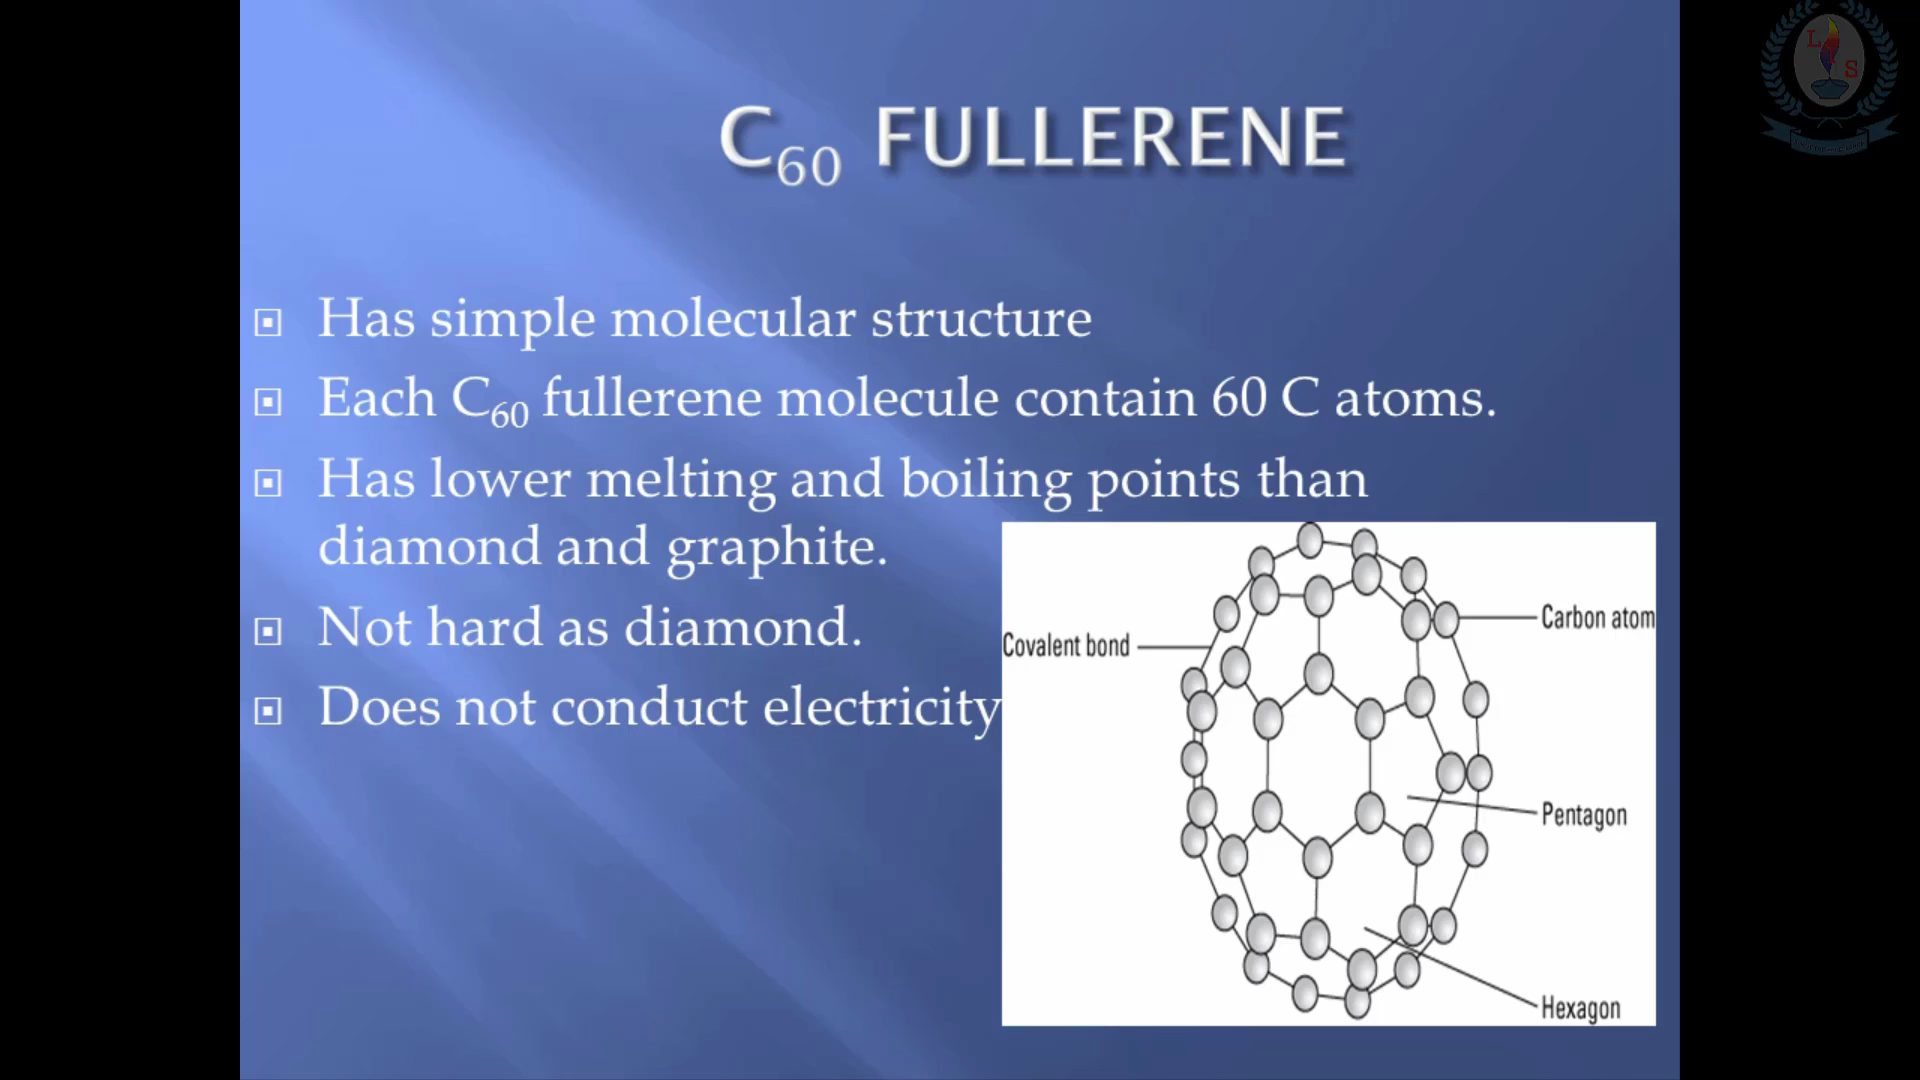 C60 FULLERENE
Has simple molecular structure
Each C60 fullerene molecule contain 60 C atoms.
Has lower melting and boiling points than
diamond and graphite.
Not hard as diamond.
Does not conduct electricity
Carbon atom
Covalent bond
Pentagon
Hexagon
L
S